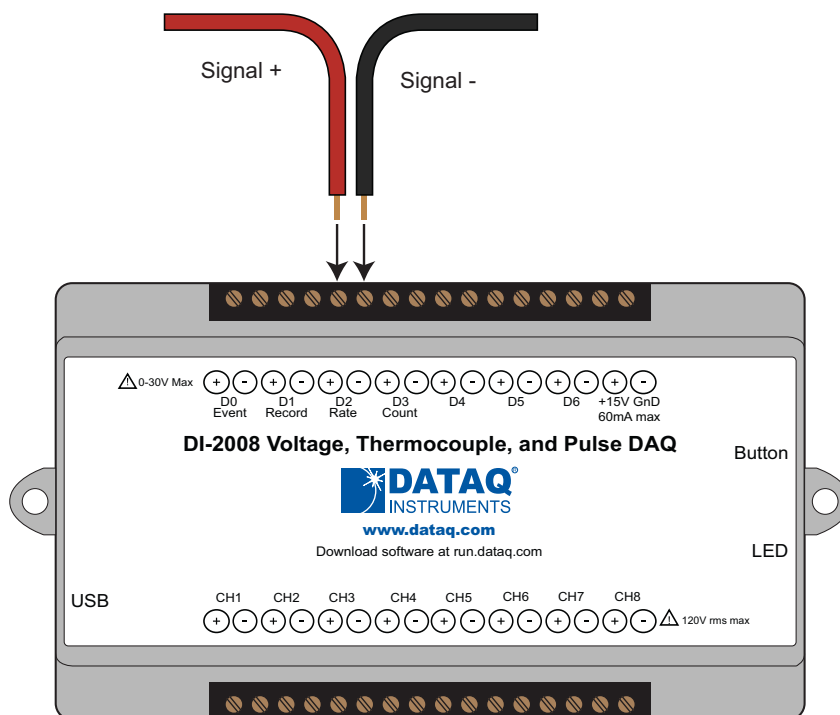 Signal +
Signal -
0-30V Max
+ - + - + - + - + - + - + - + -
D0 D1 D2 D3 D4 D5 D6 +15V GnD
Event Record Rate Count 60mA max
DI-2008 Voltage, Thermocouple, and Pulse DAQ
Button
DATAQ®
INSTRUMENTS
www.dataq.com
Download software at run.dataq.com
LED
USB
CH1 CH2 CH3 CH4 CH5 CH6 CH7 CH8
+ - + - + - + - + - + - + - + -
120V rms max